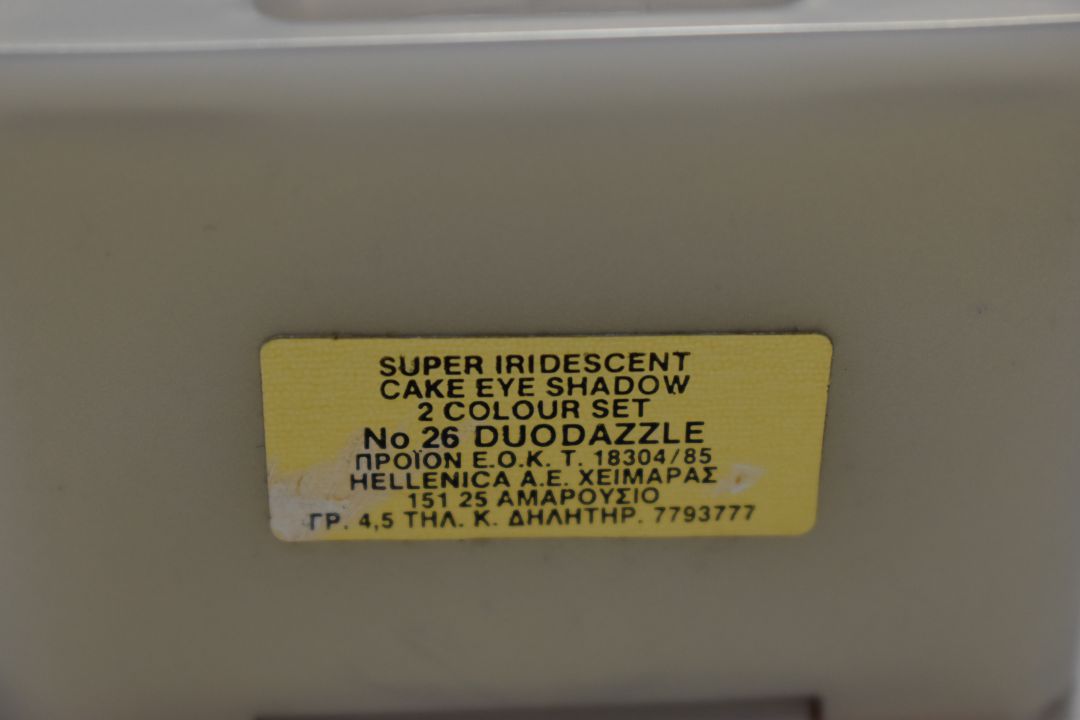 SUPER IRIDESCENT
CAKE EYE SHADOW
2 COLOUR SET
No 26 DUODAZZLE
ΠΡΟΪΟΝ Ε.Ο.Κ. Τ. 18304/85
HELLENICA A.E. ΧΕΙΜΑΡΑΣ
151 25 ΑΜΑΡΟΥΣΙΟ
ΓΡ. 4,5 ΤΗΛ. Κ. ΔΗΛΗΤΗΡ. 7793777